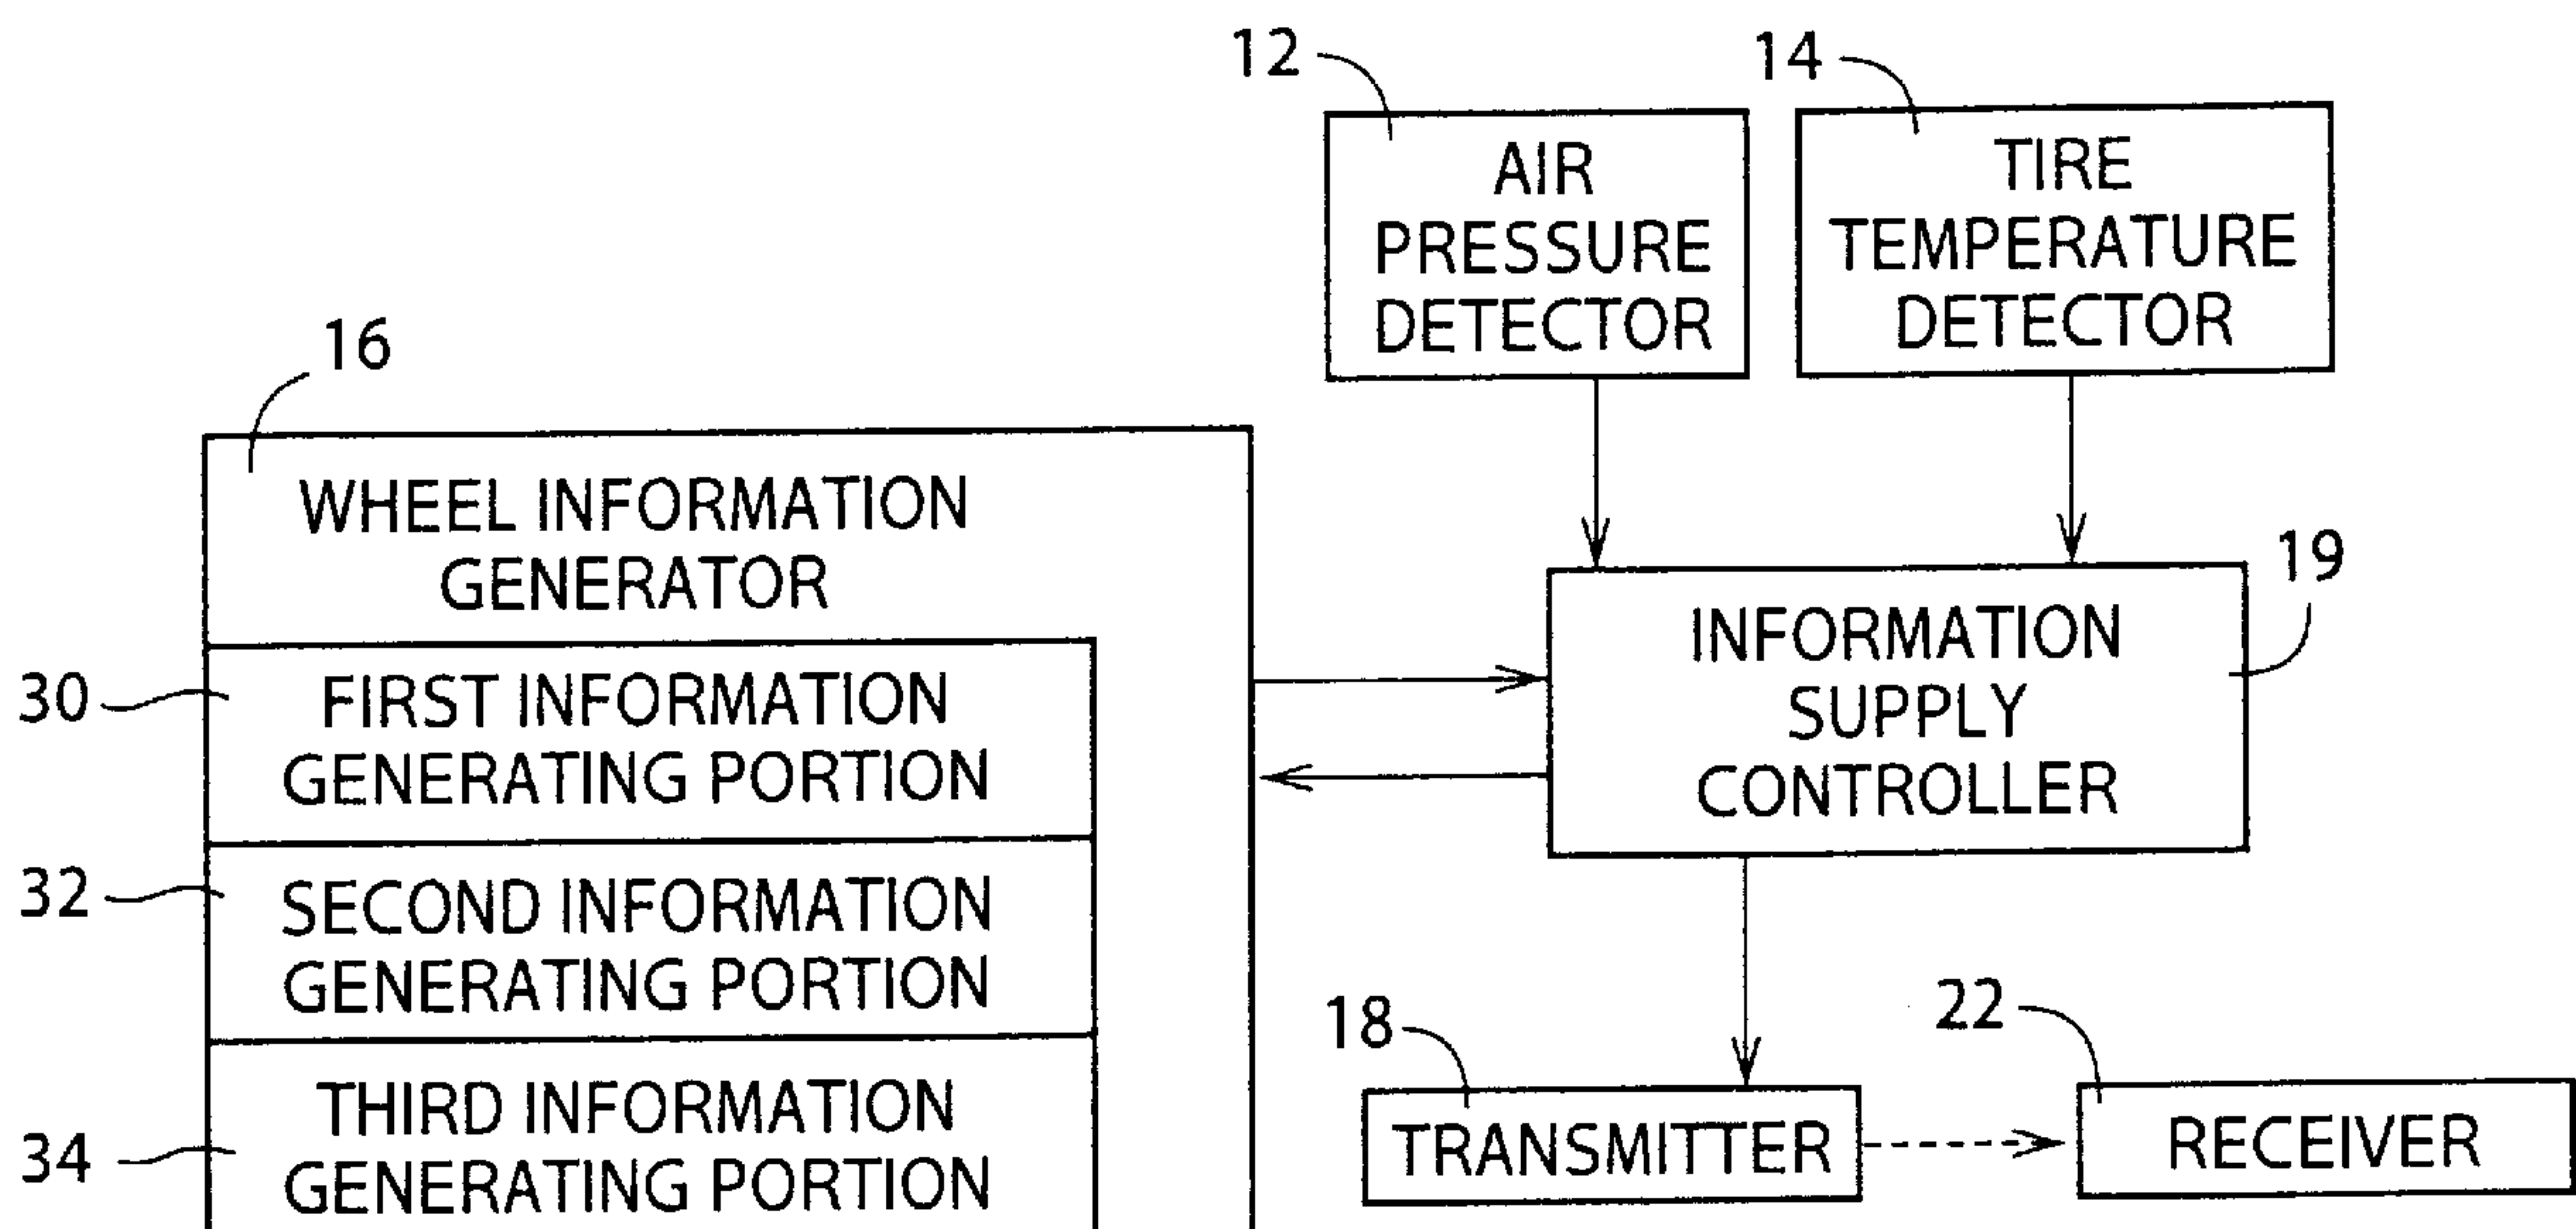 12
14
AIR
PRESSURE
DETECTOR
TIRE
TEMPERATURE
DETECTOR
16
WHEEL INFORMATION
GENERATOR
19
INFORMATION
SUPPLY
CONTROLLER
30
FIRST INFORMATION
GENERATING PORTION
32
SECOND INFORMATION
GENERATING PORTION
34
THIRD INFORMATION
GENERATING PORTION
18
TRANSMITTER
22
RECEIVER